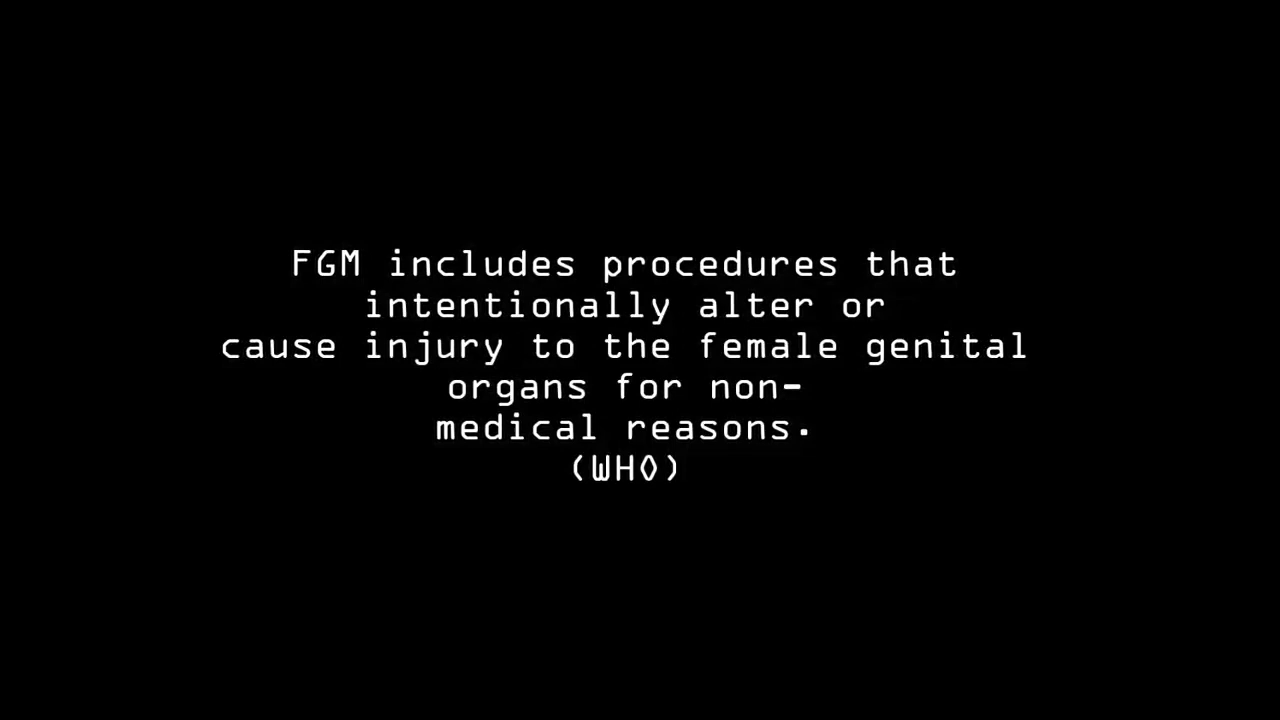 FGM includes procedures that
intentionally alter or
cause injury to the female genital
organs for non-
medical reasons.
(WHO)